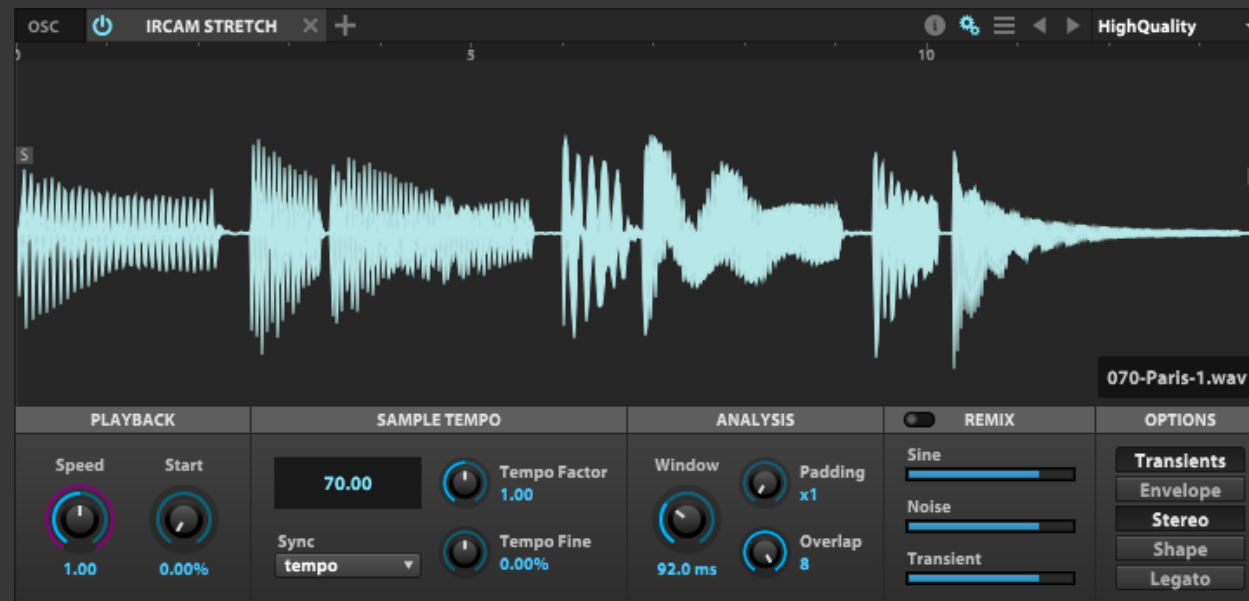 OSC IRCAM STRETCH HighQuality
0 5 10
S
070-Paris-1.wav
PLAYBACK SAMPLE TEMPO ANALYSIS REMIX OPTIONS
Speed Start
1.00 0.00%
70.00
Sync
tempo
Tempo Factor
1.00
Tempo Fine
0.00%
Window
92.0 ms
Padding
x1
Overlap
8
Sine
Noise
Transient
Transients
Envelope
Stereo
Shape
Legato